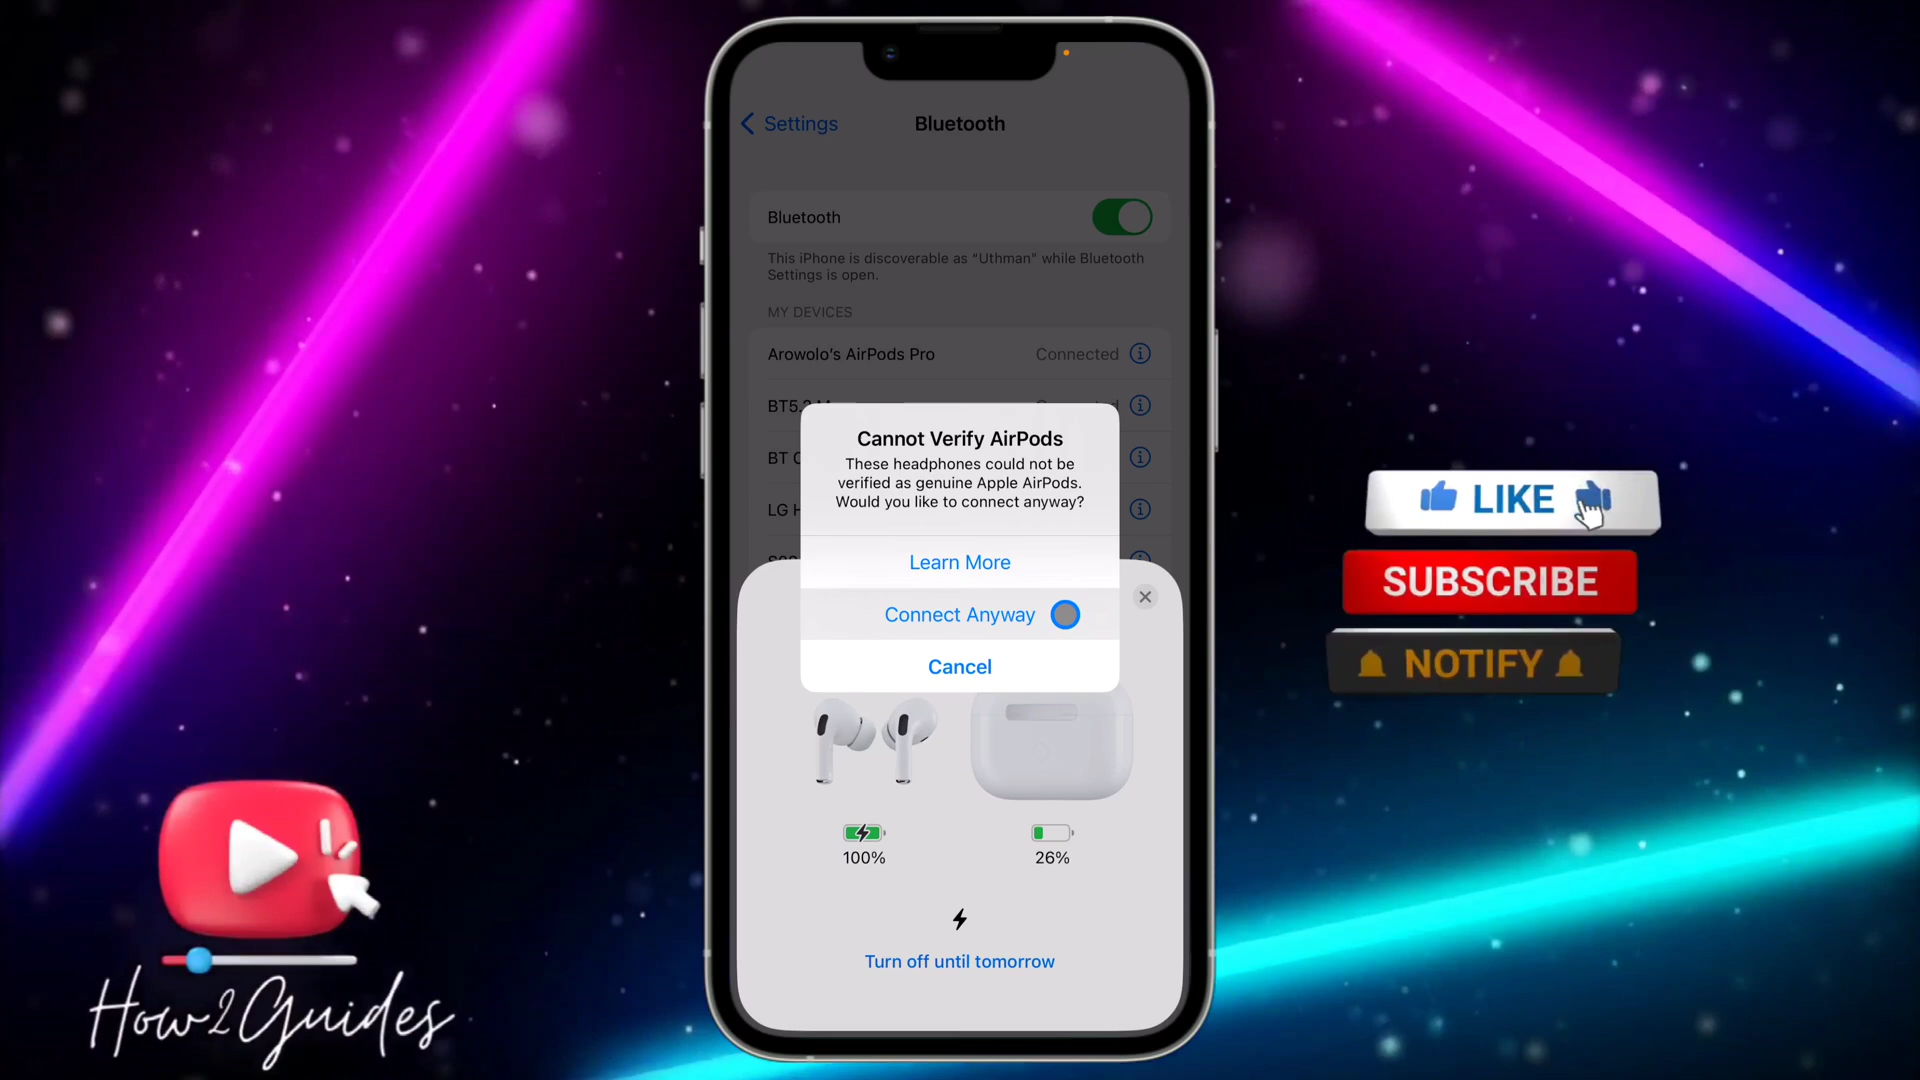 Settings
Bluetooth
Bluetooth
This iPhone is discoverable as “Uthman” while Bluetooth
Settings is open.
MY DEVICES
Arowolo’s AirPods Pro Connected
BT
LG
Cannot Verify AirPods
These headphones could not be
verified as genuine Apple AirPods.
Would you like to connect anyway?
Learn More
Connect Anyway
Cancel
100%
26%
Turn off until tomorrow
LIKE
SUBSCRIBE
NOTIFY
How2Guides